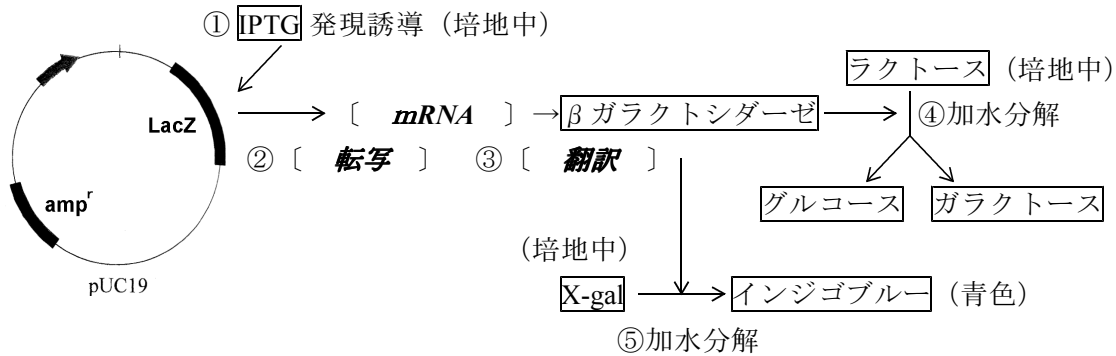 ① IPTG 発現誘導（培地中）
ラクトース（培地中）
LacZ
〔 mRNA 〕→βガラクトシダーゼ
④加水分解
②〔 転写 〕 ③〔 翻訳 〕
amp^r
グルコース ガラクトース
（培地中）
pUC19
X-gal インジゴブルー（青色）
⑤加水分解